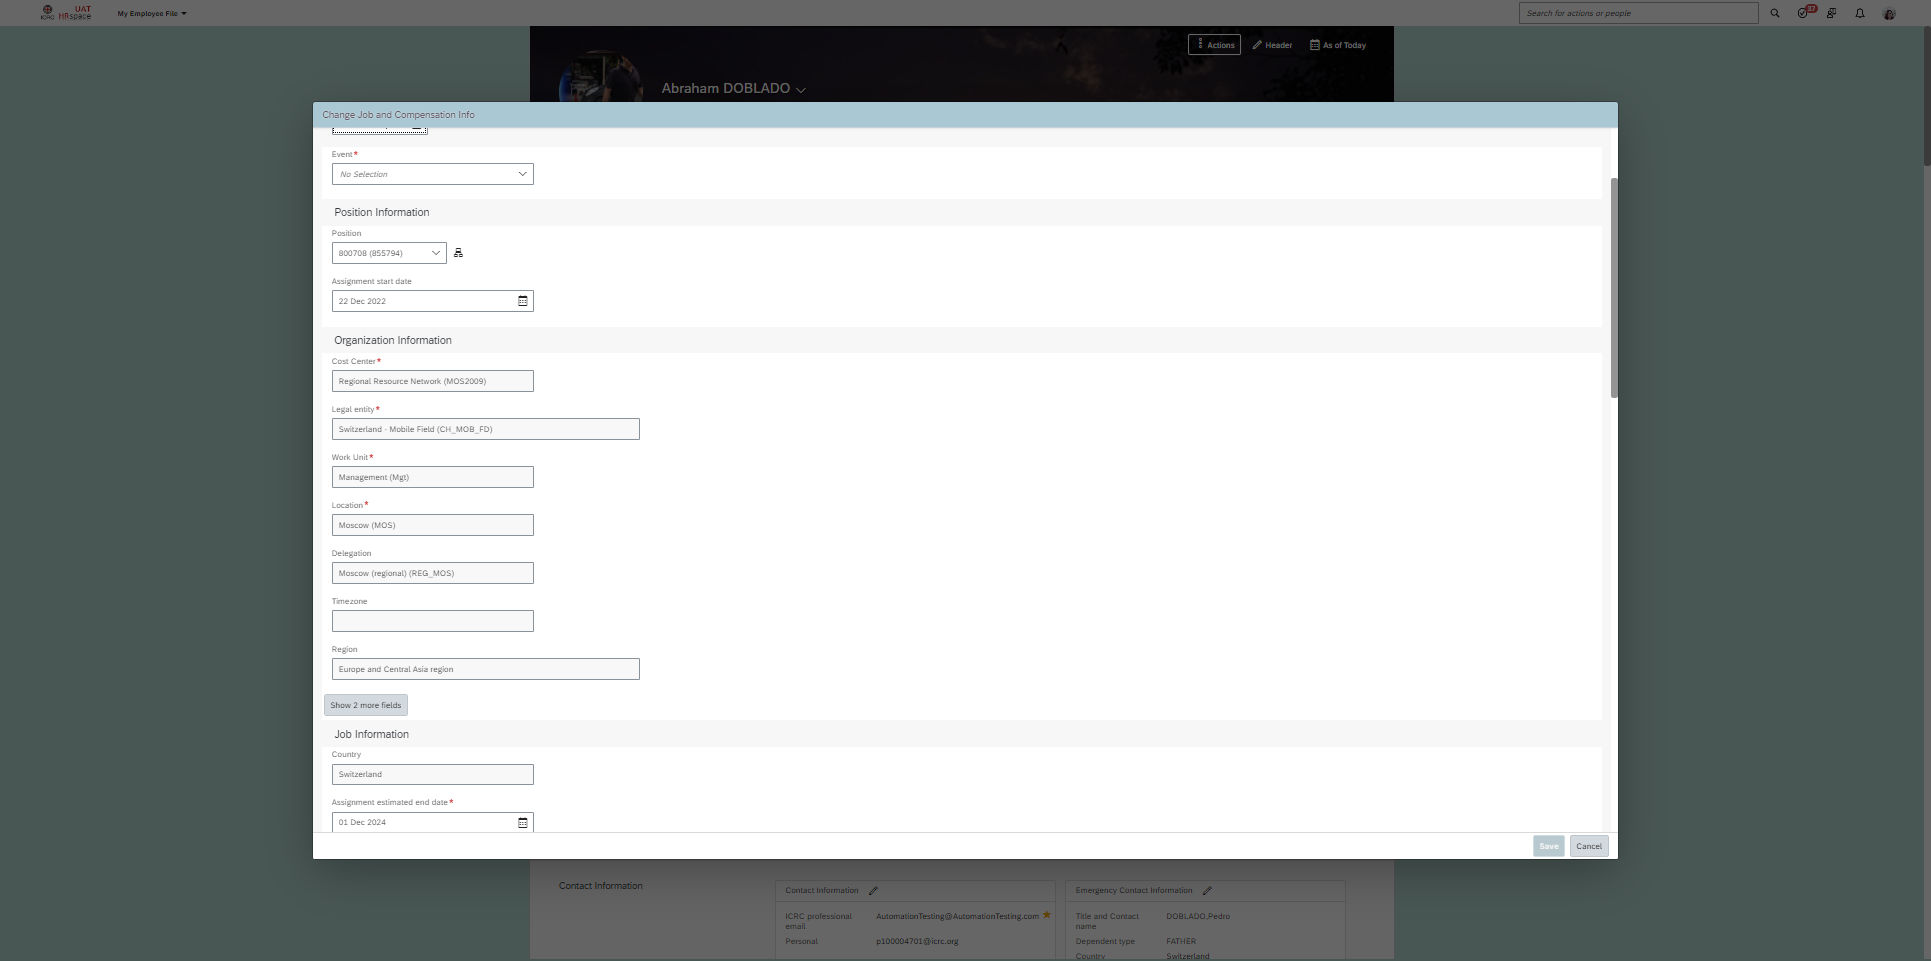 ICRC UAT HRspace
My Employee File
Search for actions or people
37
Actions
Header
As of Today
Abraham DOBLADO
Change Job and Compensation Info
Event*
No Selection
Position Information
Position
800708 (855794)
Assignment start date
22 Dec 2022
Organization Information
Cost Center*
Regional Resource Network (MOS2009)
Legal entity*
Switzerland - Mobile Field (CH_MOB_FD)
Work Unit*
Management (Mgt)
Location*
Moscow (MOS)
Delegation
Moscow (regional) (REG_MOS)
Timezone
Region
Europe and Central Asia region
Show 2 more fields
Job Information
Country
Switzerland
Assignment estimated end date*
01 Dec 2024
Save
Cancel
Contact Information
Contact Information
ICRC professional email
AutomationTesting@AutomationTesting.com
Personal
p100004701@icrc.org
Emergency Contact Information
Title and Contact name
DOBLADO,Pedro
Dependent type
FATHER
Country
Switzerland